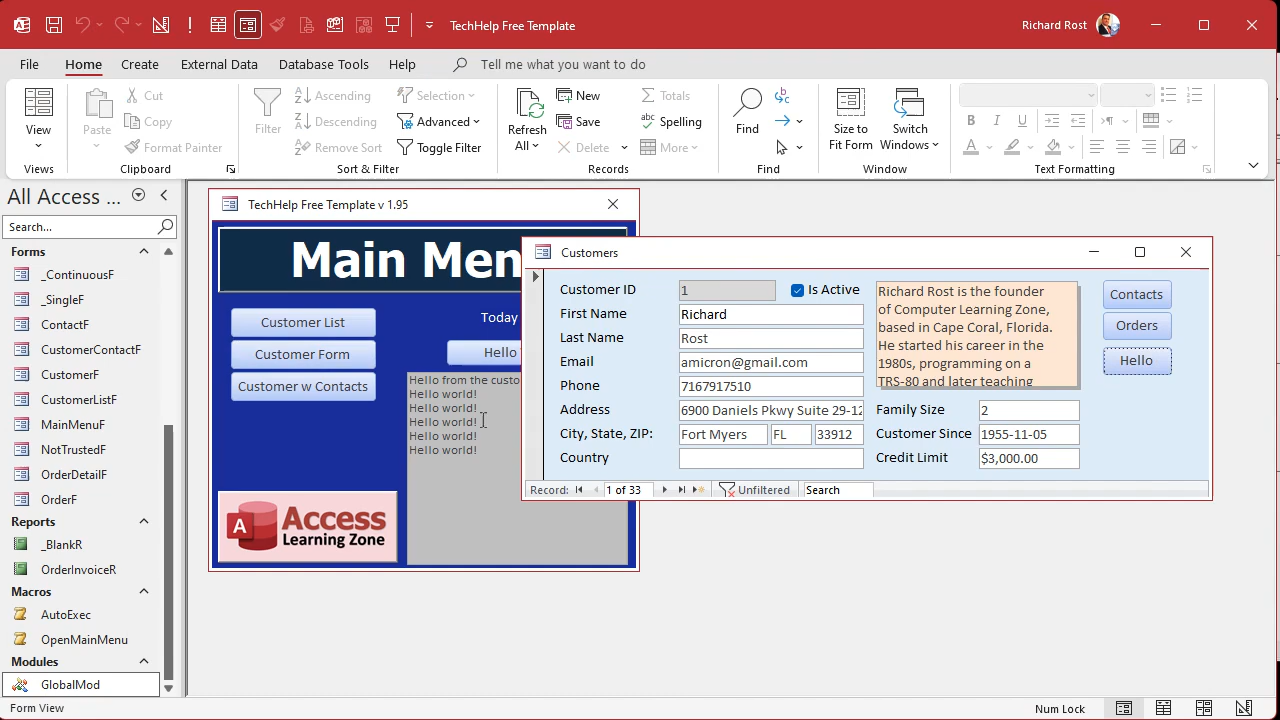 TechHelp Free Template
Richard Rost
File
Home
Create
External Data
Database Tools
Help
Tell me what you want to do
View
Views
Paste
Cut
Copy
Format Painter
Clipboard
Filter
Ascending
Descending
Remove Sort
Selection
Advanced
Toggle Filter
Sort & Filter
Refresh
All
New
Save
Delete
Totals
Spelling
More
Records
Find
Find
Size to
Fit Form
Switch
Windows
Window
B I U
A
Text Formatting
All Access ...
Search...
Forms
_ContinuousF
_SingleF
ContactF
CustomerContactF
CustomerF
CustomerListF
MainMenuF
NotTrustedF
OrderDetailF
OrderF
Reports
_BlankR
OrderInvoiceR
Macros
AutoExec
OpenMainMenu
Modules
GlobalMod
TechHelp Free Template v 1.95
Main Men
Customer List
Customer Form
Customer w Contacts
Today
Hello
Hello from the custo
Hello world!
Hello world!
Hello world!
Hello world!
Hello world!
A Access
Learning Zone
Customers
Customer ID 1 Is Active
First Name Richard
Last Name Rost
Email amicron@gmail.com
Phone 7167917510
Address 6900 Daniels Pkwy Suite 29-12
City, State, ZIP: Fort Myers FL 33912
Country
Richard Rost is the founder
of Computer Learning Zone,
based in Cape Coral, Florida.
He started his career in the
1980s, programming on a
TRS-80 and later teaching
Family Size 2
Customer Since 1955-11-05
Credit Limit $3,000.00
Contacts
Orders
Hello
Record: 1 of 33 Unfiltered Search
Form View
Num Lock